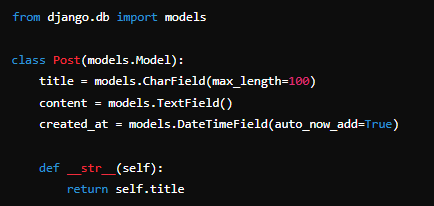 from django.db import models

class Post(models.Model):
    title = models.CharField(max_length=100)
    content = models.TextField()
    created_at = models.DateTimeField(auto_now_add=True)

    def __str__(self):
        return self.title